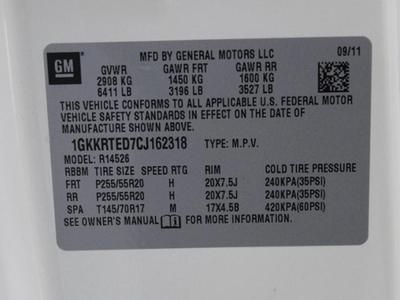 GM
MFD BY GENERAL MOTORS LLC 09/11
GVWR GAWR FRT GAWR RR
2908 KG 1450 KG 1600 KG
6411 LB 3196 LB 3527 LB
THIS VEHICLE CONFORMS TO ALL APPLICABLE U.S. FEDERAL MOTOR
VEHICLE SAFETY STANDARDS IN EFFECT ON THE DATE OF
MANUFACTURE SHOWN ABOVE.
1GKKRTED7CJ162318 TYPE: M.P.V.
MODEL: R14526
RBBM TIRE SIZE SPEED RTG RIM COLD TIRE PRESSURE
FRT P255/55R20 H 20X7.5J 240KPA(35PSI)
RR P255/55R20 H 20X7.5J 240KPA(35PSI)
SPA T145/70R17 M 17X4.5B 420KPA(60PSI)
SEE OWNER'S MANUAL FOR MORE INFORMATION.